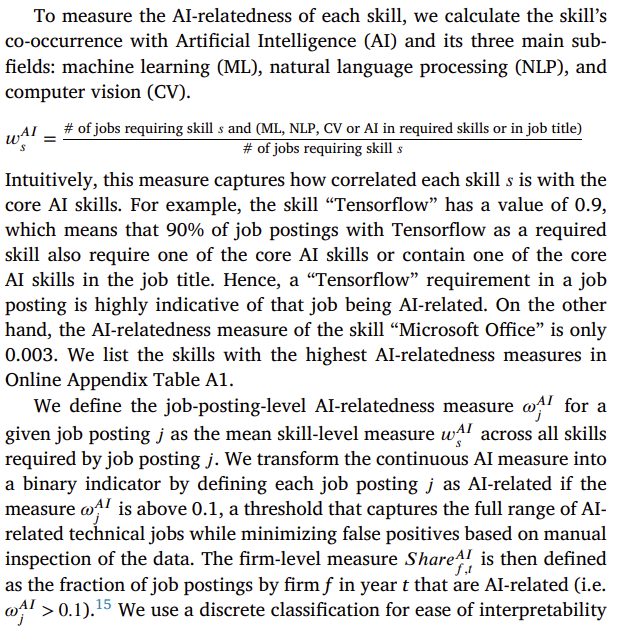 To measure the AI-relatedness of each skill, we calculate the skill's
co-occurrence with Artificial Intelligence (AI) and its three main sub-
fields: machine learning (ML), natural language processing (NLP), and
computer vision (CV).
w_s^{AI} = # of jobs requiring skill s and (ML, NLP, CV or AI in required skills or in job title) / # of jobs requiring skill s
Intuitively, this measure captures how correlated each skill s is with the
core AI skills. For example, the skill “Tensorflow” has a value of 0.9,
which means that 90% of job postings with Tensorflow as a required
skill also require one of the core AI skills or contain one of the core
AI skills in the job title. Hence, a “Tensorflow” requirement in a job
posting is highly indicative of that job being AI-related. On the other
hand, the AI-relatedness measure of the skill “Microsoft Office” is only
0.003. We list the skills with the highest AI-relatedness measures in
Online Appendix Table A1.
We define the job-posting-level AI-relatedness measure ω_j^{AI} for a
given job posting j as the mean skill-level measure w_s^{AI} across all skills
required by job posting j. We transform the continuous AI measure into
a binary indicator by defining each job posting j as AI-related if the
measure ω_j^{AI} is above 0.1, a threshold that captures the full range of AI-
related technical jobs while minimizing false positives based on manual
inspection of the data. The firm-level measure Share_{f,t}^{AI} is then defined
as the fraction of job postings by firm f in year t that are AI-related (i.e.
ω_j^{AI} > 0.1).^{15} We use a discrete classification for ease of interpretability